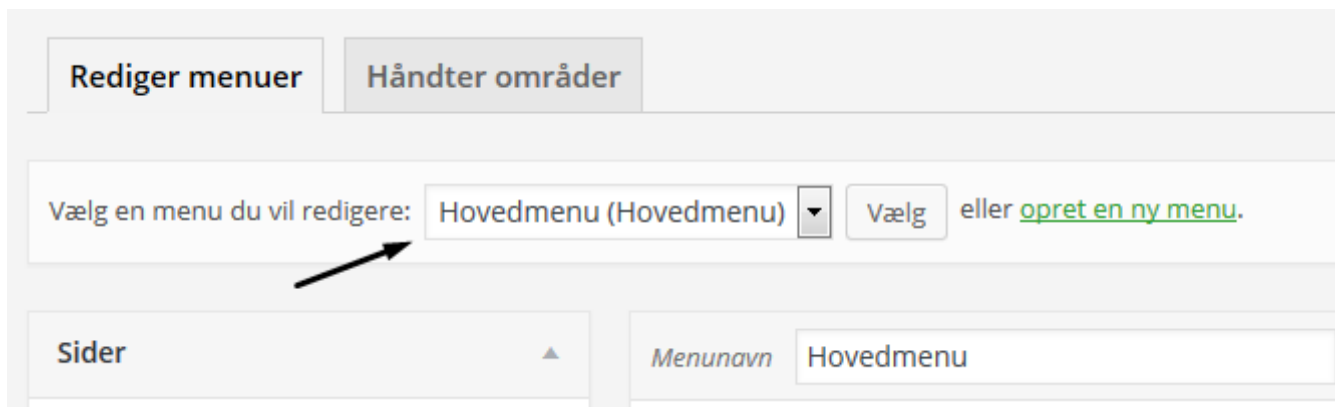 Rediger menuer Håndter områder
Vælg en menu du vil redigere: Hovedmenu (Hovedmenu) Vælg eller opret en ny menu.
Sider Menunavn Hovedmenu